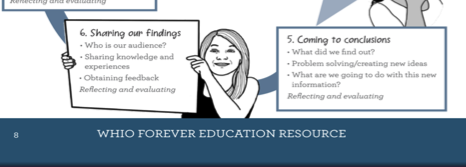 Reflecting and evaluating
6. Sharing our findings
• Who is our audience?
• Sharing knowledge and
experiences
• Obtaining feedback
Reflecting and evaluating
5. Coming to conclusions
• What did we find out?
• Problem solving/creating new ideas
• What are we going to do with this new
information?
Reflecting and evaluating
8
WHIO FOREVER EDUCATION RESOURCE